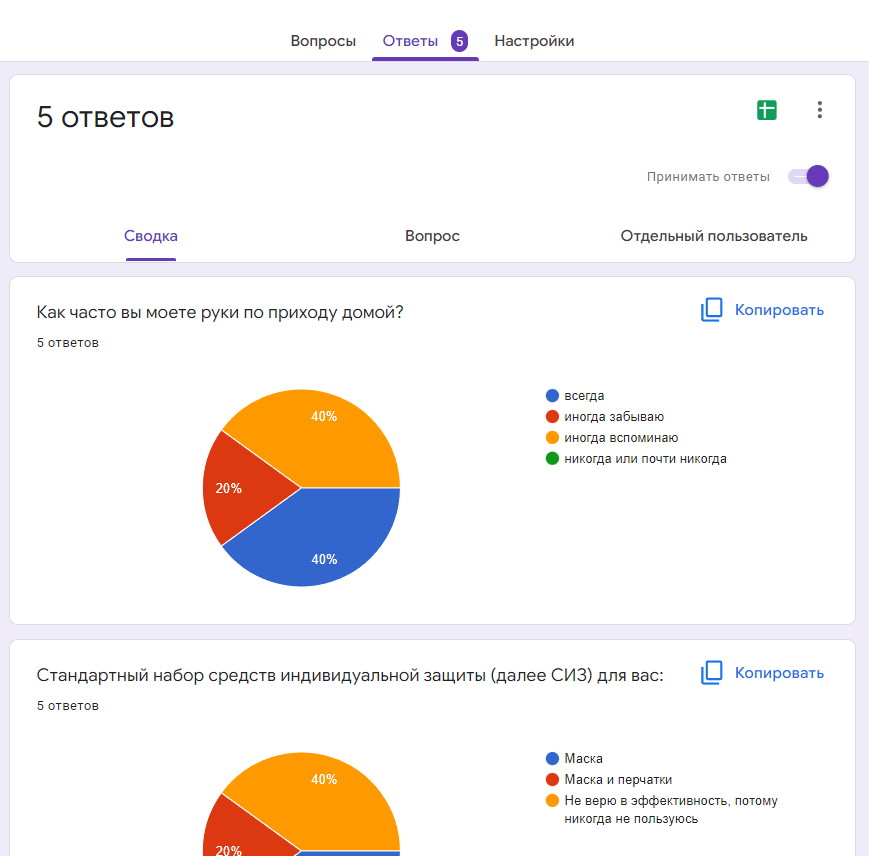 Вопросы Ответы 5 Настройки
5 ответов
Принимать ответы
Сводка Вопрос Отдельный пользователь
Как часто вы моете руки по приходу домой?
Копировать
5 ответов
40%
20%
40%
всегда
иногда забываю
иногда вспоминаю
никогда или почти никогда
Стандартный набор средств индивидуальной защиты (далее СИЗ) для вас:
Копировать
5 ответов
40%
20%
Маска
Маска и перчатки
Не верю в эффективность, потому
никогда не пользуюсь